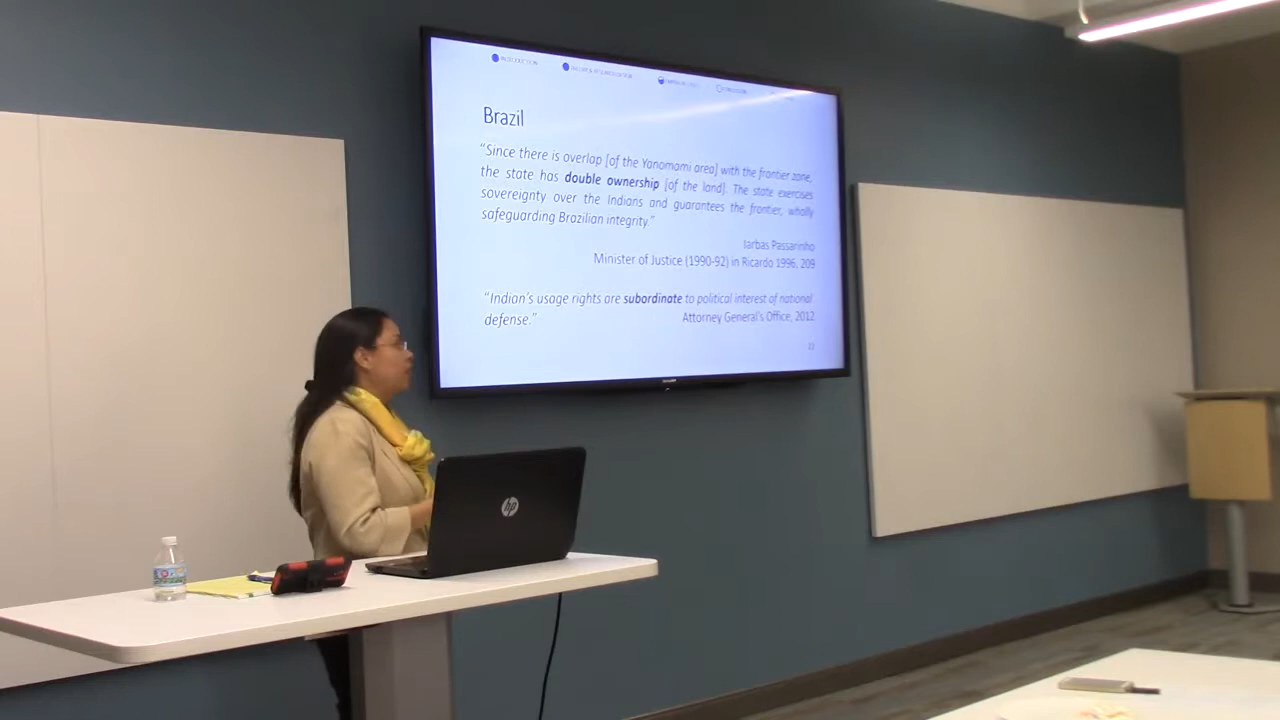 INTRODUCTION
Brazil
“Since there is overlap [of the Yanomami area] with the frontier zone,
the state has double ownership [of the land]. The state exercises
sovereignty over the Indians and guarantees the frontier, wholly
safeguarding Brazilian integrity.”
Jarbas Passarinho
Minister of Justice (1990-92) in Ricardo 1996, 209
“Indian’s usage rights are subordinate to political interest of national
defense.” Attorney General’s Office, 2012
23
hp